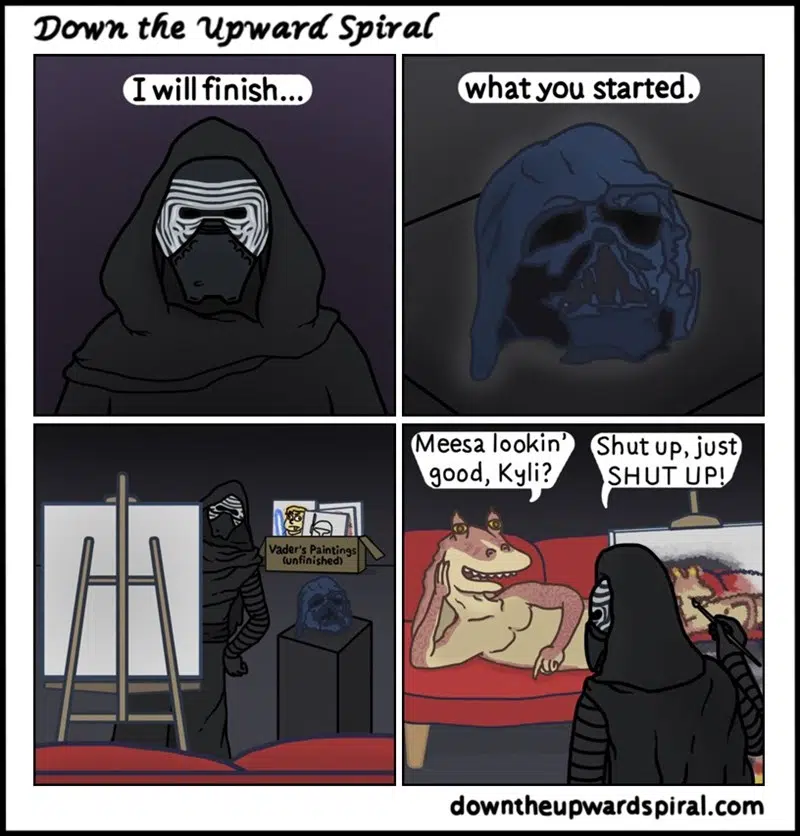 Down the Upward Spiral
I will finish...
what you started.
Vader's Paintings
(unfinished)
Meesa lookin'
good, Kyli?
Shut up, just
SHUT UP!
downtheupwardspiral.com